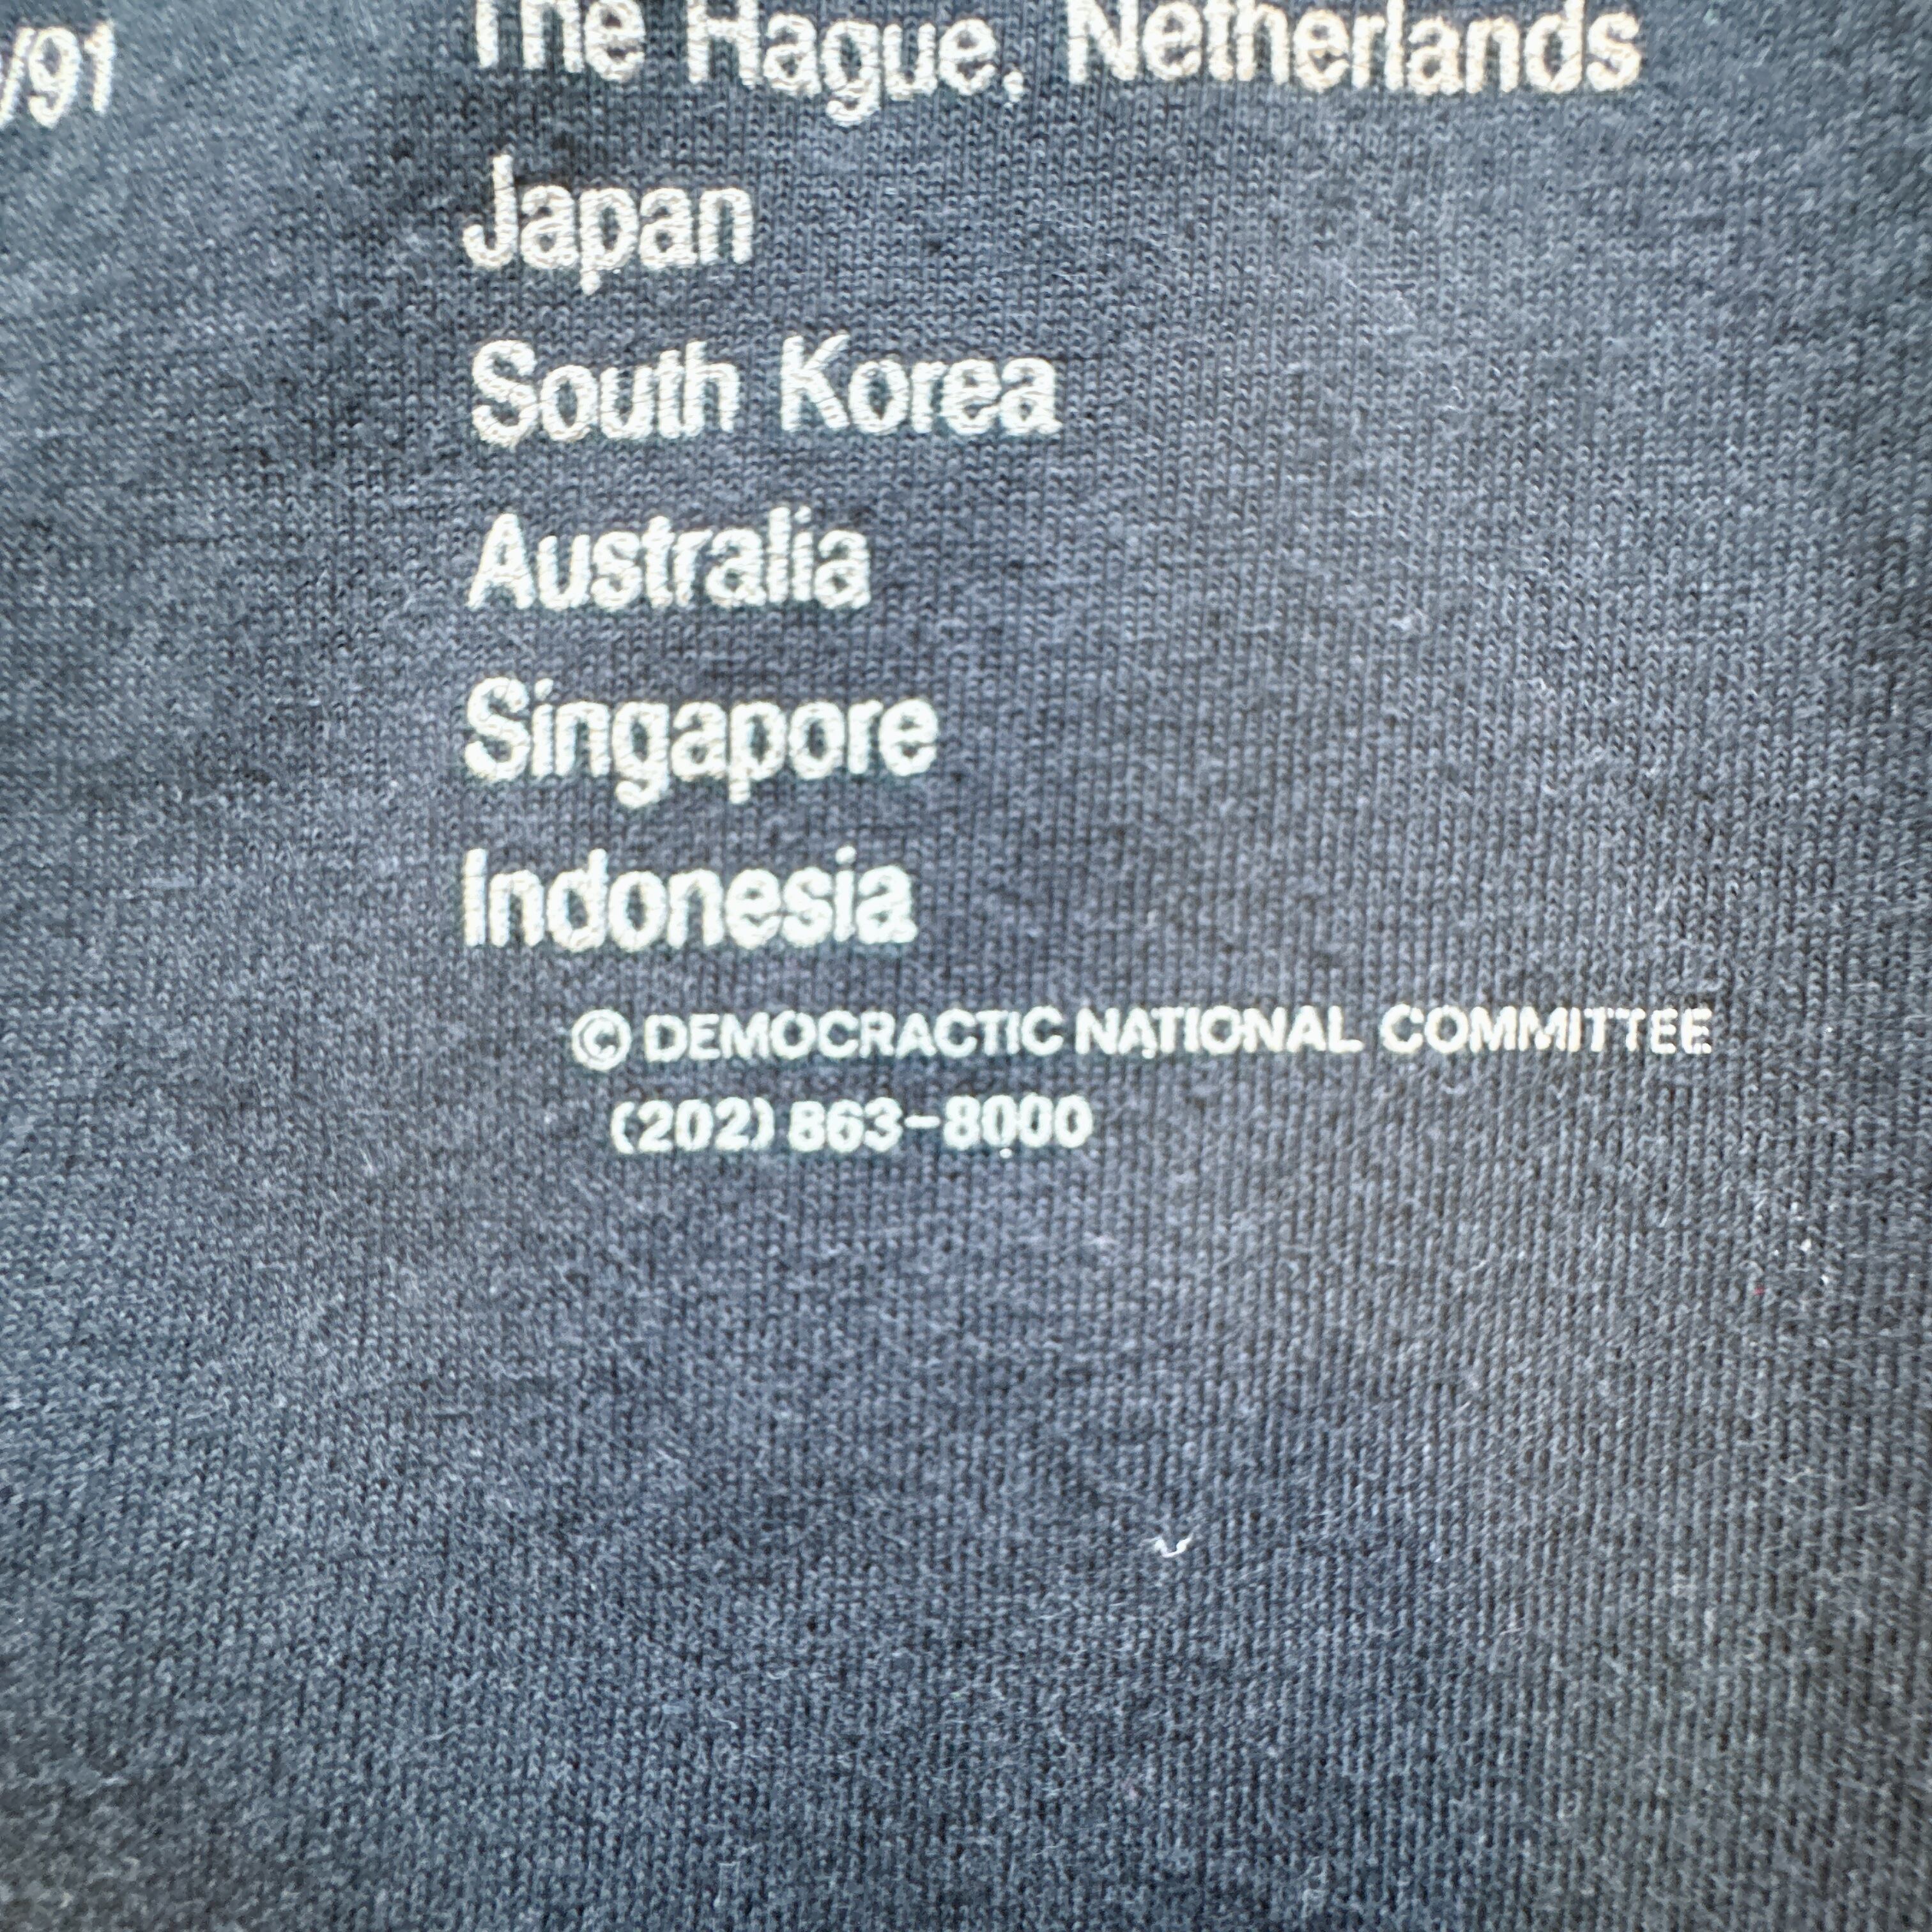 /91 The Hague, Netherlands
Japan
South Korea
Australia
Singapore
Indonesia
© DEMOCRACTIC NATIONAL COMMITTEE
(202) 863-8000